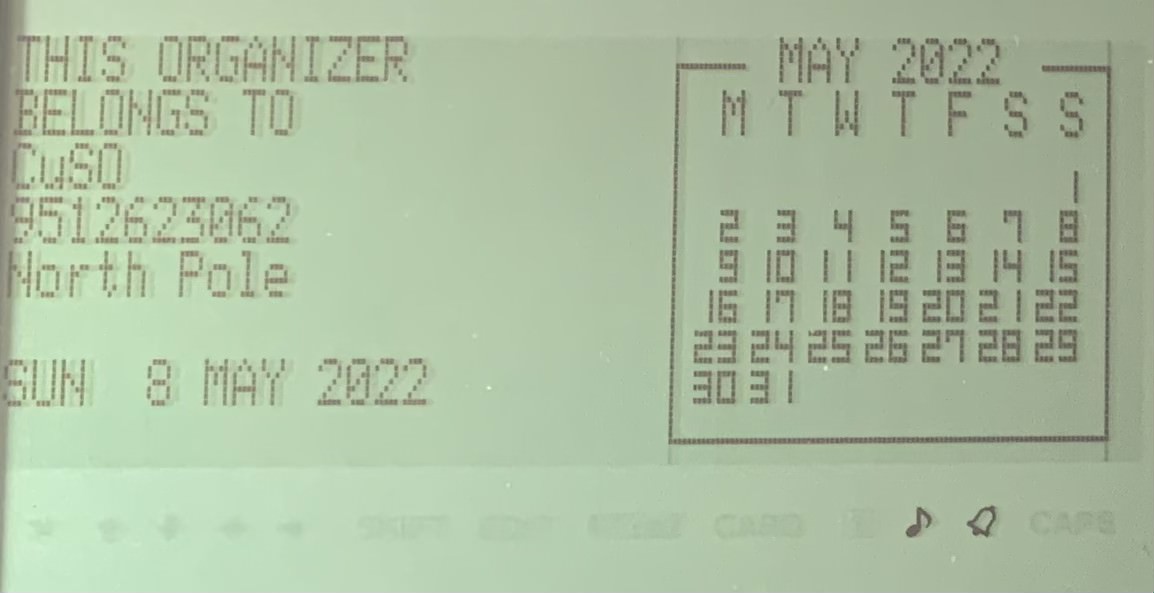 THIS ORGANIZER
BELONGS TO
CwSO
9512623062
North Pole
SUN 8 MAY 2022
MAY 2022
M T W T F S S
1
2 3 4 5 6 7 8
9 10 11 12 13 14 15
16 17 18 19 20 21 22
23 24 25 26 27 28 29
30 31
SHIFT EDIT CARD CAPS